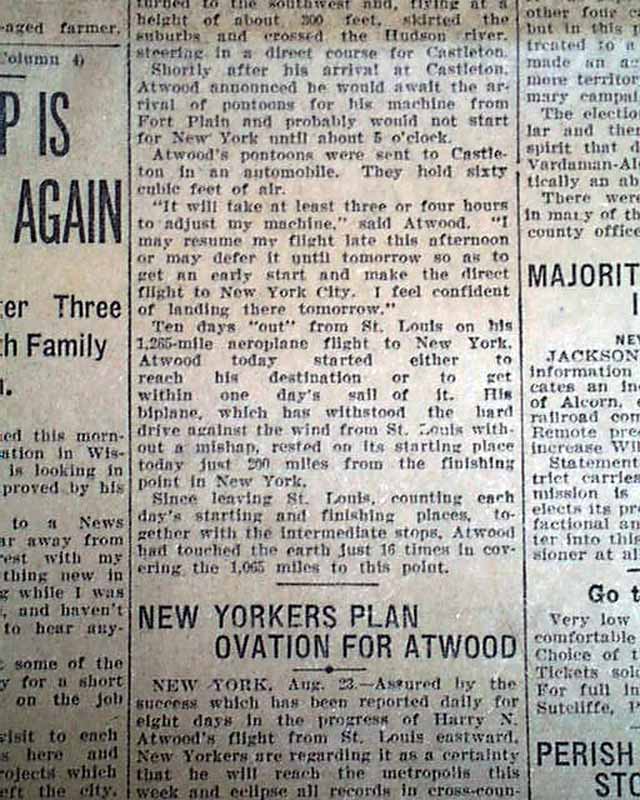 -aged farmer.
Column 4)
P IS
AGAIN
ter Three
th Family
ned this morn-
ation in Wis-
is looking in
proved by his
to a News
ar away from
rest with my
thing new in
g while I was
, and haven't
to hear any-
some of the
y for a short
on the job
visit to each
s here and
rojects which
left the city.
turned to the southwest and, flying at a
height of about 300 feet, skirted the
suburbs and crossed the Hudson river,
steering in a direct course for Castleton.
Shortly after his arrival at Castleton,
Atwood announced he would await the ar-
rival of pontoons for his machine from
Fort Plain and probably would not start
for New York until about 5 o'clock.
Atwood's pontoons were sent to Castle-
ton in an automobile. They hold sixty
cubic feet of air.
"It will take at least three or four hours
to adjust my machine," said Atwood. "I
may resume my flight late this afternoon
or may defer it until tomorrow so as to
get an early start and make the direct
flight to New York City. I feel confident
of landing there tomorrow."
Ten days "out" from St. Louis on his
1,265-mile aeroplane flight to New York,
Atwood today started either to
reach his destination or to get
within one day's sail of it. His
biplane, which has withstood the hard
drive against the wind from St. Louis with-
out a mishap, rested on its starting place
today just 200 miles from the finishing
point in New York.
Since leaving St. Louis, counting each
day's starting and finishing places, to-
gether with the intermediate stops, Atwood
had touched the earth just 16 times in cov-
ering the 1,065 miles to this point.
NEW YORKERS PLAN
OVATION FOR ATWOOD
NEW YORK, Aug. 23.—Assured by the
success which has been reported daily for
eight days in the progress of Harry N.
Atwood's flight from St. Louis eastward,
New Yorkers are regarding it as a certainty
that he will reach the metropolis this
week and eclipse all records in cross-coun-
other four c
but in this p
treated to a
made an ac
more territor
mary campai
The election
lar and ther
spirit that d
Vardaman-Al
tically an ab
There were
in many of th
county office
MAJORIT
NEW
JACKSON
information
cates an in
of Alcorn,
railroad com
Remote prec
increase Wil
Statement
trict carries
mission is
elects its pr
factional an
ter into this
sioner at al
Go t
Very low
comfortable
Choice of t
Tickets sol
For full in
Sutcliffe, P
PERISH
STO